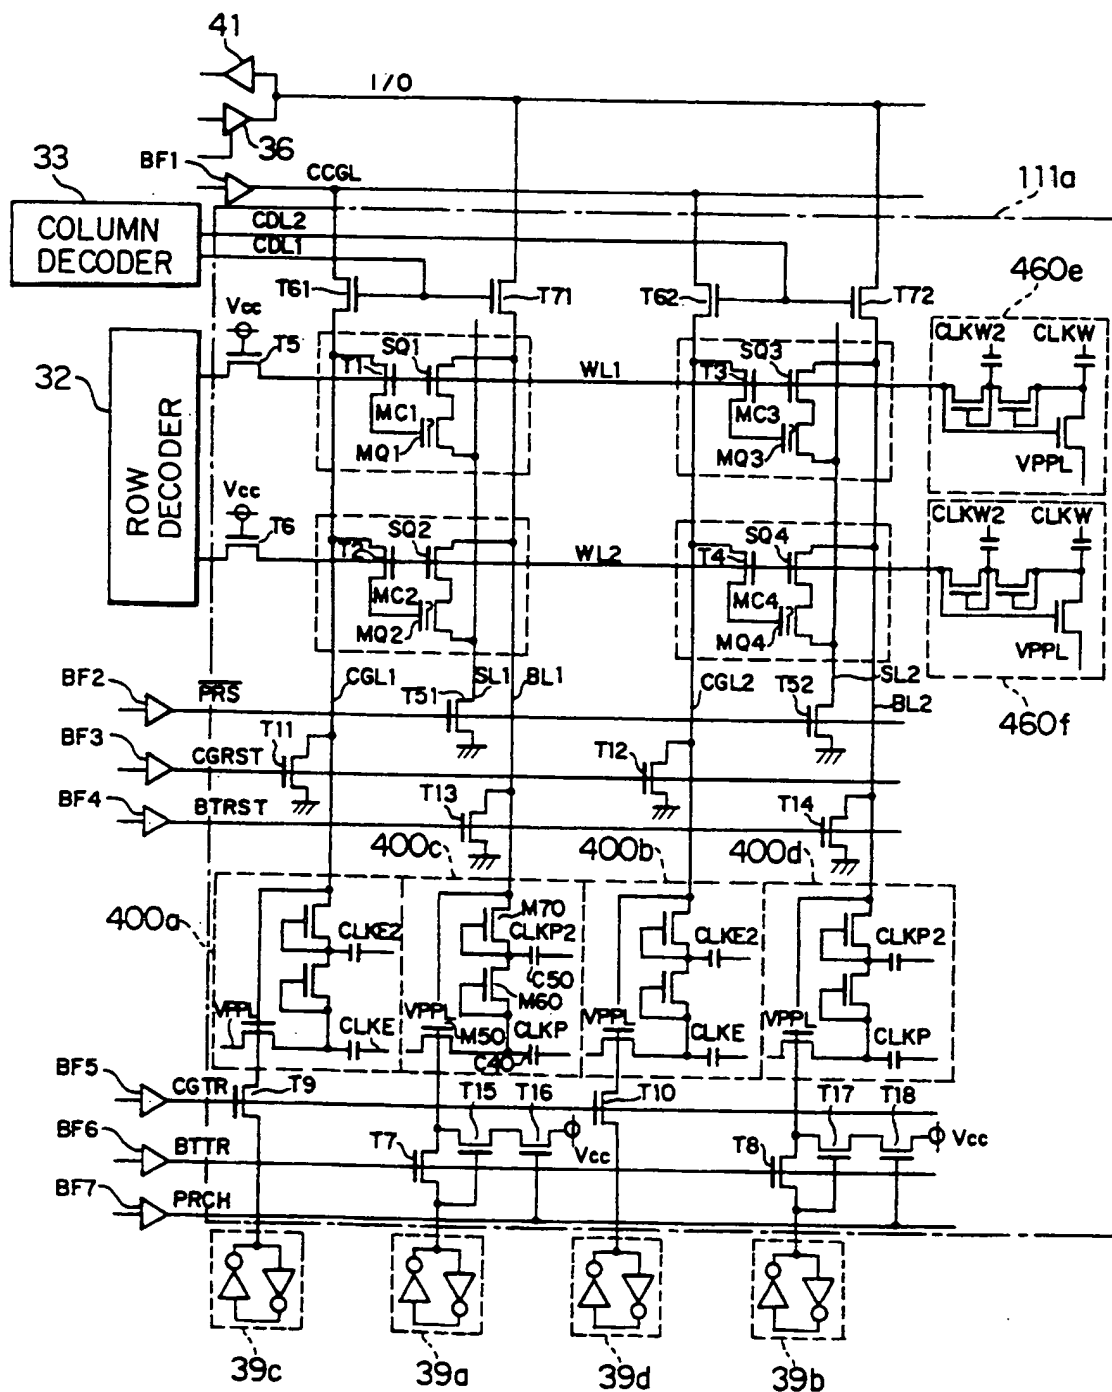 41
I/O
36
33
BF1
CCGL
111a
COLUMN
DECODER
CDL2
CDL1
T61
T71
T62
T72
460e
CLKW2
CLKW
Vcc
T5
32
ROW
DECODER
T1
SQ1
MC1
MQ1
WL1
T3
SQ3
MC3
MQ3
VPPL
Vcc
T6
T2
SQ2
MC2
MQ2
WL2
T4
SQ4
MC4
MQ4
CLKW2
CLKW
VPPL
460f
BF2
PRS
CGL1
T51
SL1
BL1
CGL2
T52
SL2
BL2
BF3
CGRST
T11
T12
BF4
BTRST
T13
T14
400c
400b
400d
400a
CLKE2
M70
CLKP2
C50
M60
CLKE2
CLKP2
VPPL
CLKE
VPPL
M50
CLKP
C40
VPPL
CLKE
VPPL
CLKP
BF5
CGTR
T9
T15
T16
T10
T17
T18
BF6
BTTR
T7
Vcc
T8
Vcc
BF7
PRCH
39c
39a
39d
39b